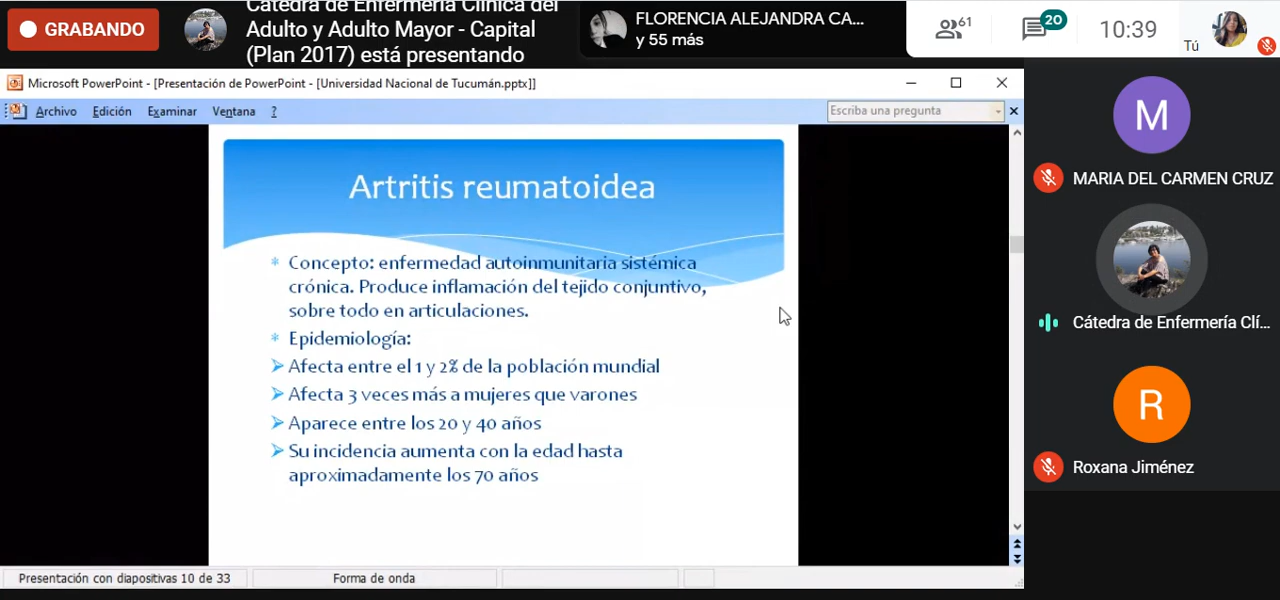 GRABANDO
Cátedra de Enfermería Clínica del
Adulto y Adulto Mayor - Capital
(Plan 2017) está presentando
FLORENCIA ALEJANDRA CA...
y 55 más
61
20
10:39
Tú
Microsoft PowerPoint - [Presentación de PowerPoint - [Universidad Nacional de Tucumán.pptx]]
Archivo Edición Examinar Ventana ?
Escriba una pregunta
Artritis reumatoidea
* Concepto: enfermedad autoinmunitaria sistémica
crónica. Produce inflamación del tejido conjuntivo,
sobre todo en articulaciones.
* Epidemiología:
➢ Afecta entre el 1 y 2% de la población mundial
➢ Afecta 3 veces más a mujeres que varones
➢ Aparece entre los 20 y 40 años
➢ Su incidencia aumenta con la edad hasta
aproximadamente los 70 años
M
MARIA DEL CARMEN CRUZ
Cátedra de Enfermería Clí...
R
Roxana Jiménez
Presentación con diapositivas 10 de 33
Forma de onda